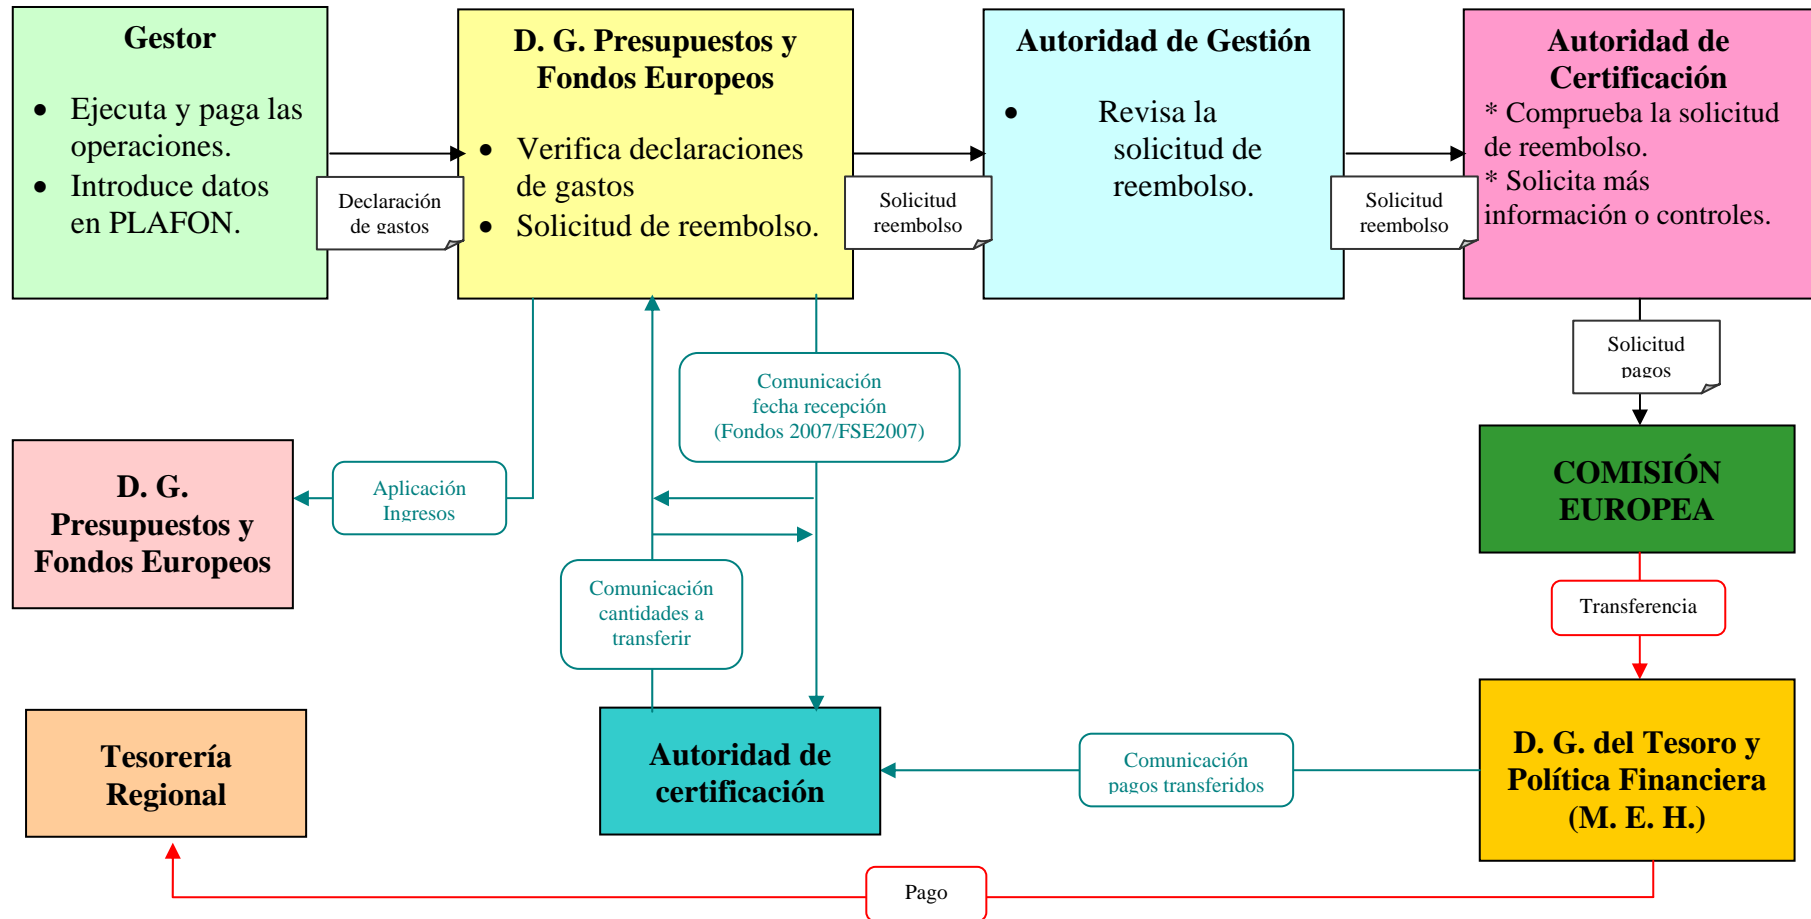 Gestor
• Ejecuta y paga las
operaciones.
• Introduce datos
en PLAFON.
Declaración
de gastos
D. G. Presupuestos y
Fondos Europeos
• Verifica declaraciones
de gastos
• Solicitud de reembolso.
Solicitud
reembolso
Autoridad de Gestión
• Revisa la
solicitud de
reembolso.
Solicitud
reembolso
Autoridad de
Certificación
* Comprueba la solicitud
de reembolso.
* Solicita más
información o controles.
Solicitud
pagos
Comunicación
fecha recepción
(Fondos 2007/FSE2007)
D. G.
Presupuestos y
Fondos Europeos
Aplicación
Ingresos
COMISIÓN
EUROPEA
Comunicación
cantidades a
transferir
Transferencia
Tesorería
Regional
Autoridad de
certificación
Comunicación
pagos transferidos
D. G. del Tesoro y
Política Financiera
(M. E. H.)
Pago